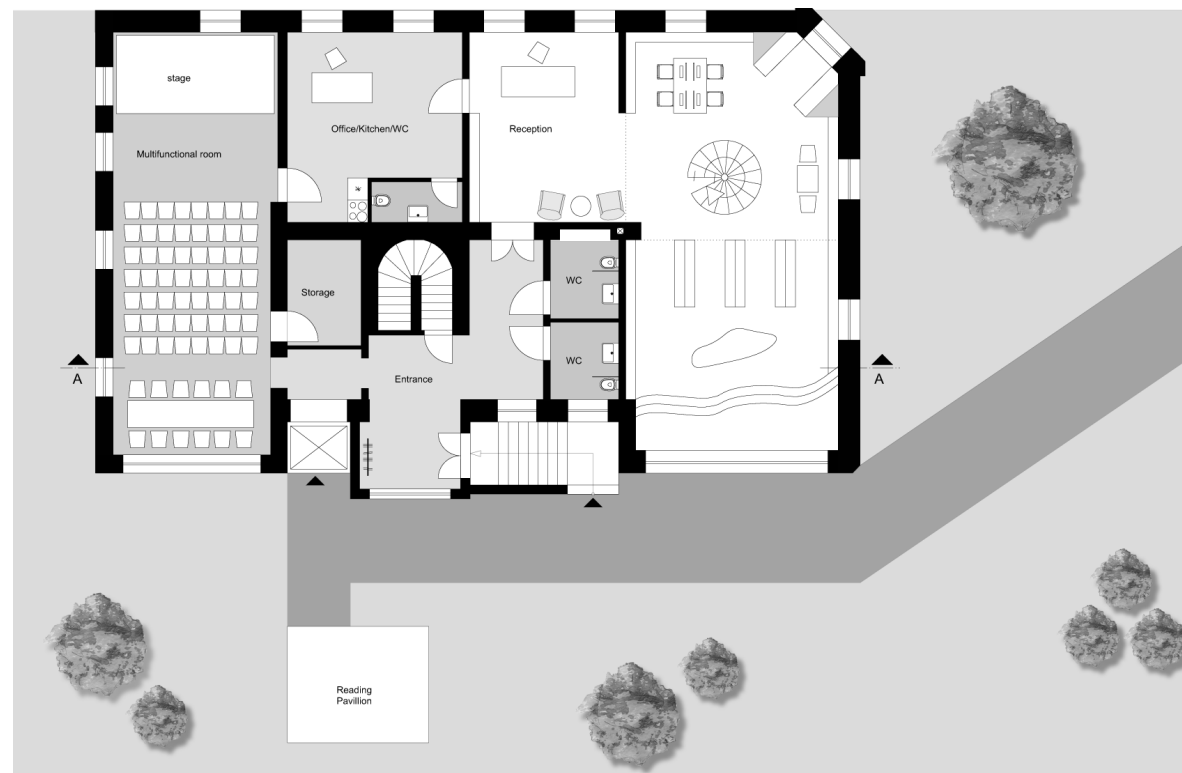 stage
Office/Kitchen/WC
Reception
Multifunctional room
WC
Storage
WC
A
Entrance
A
Reading
Pavillion